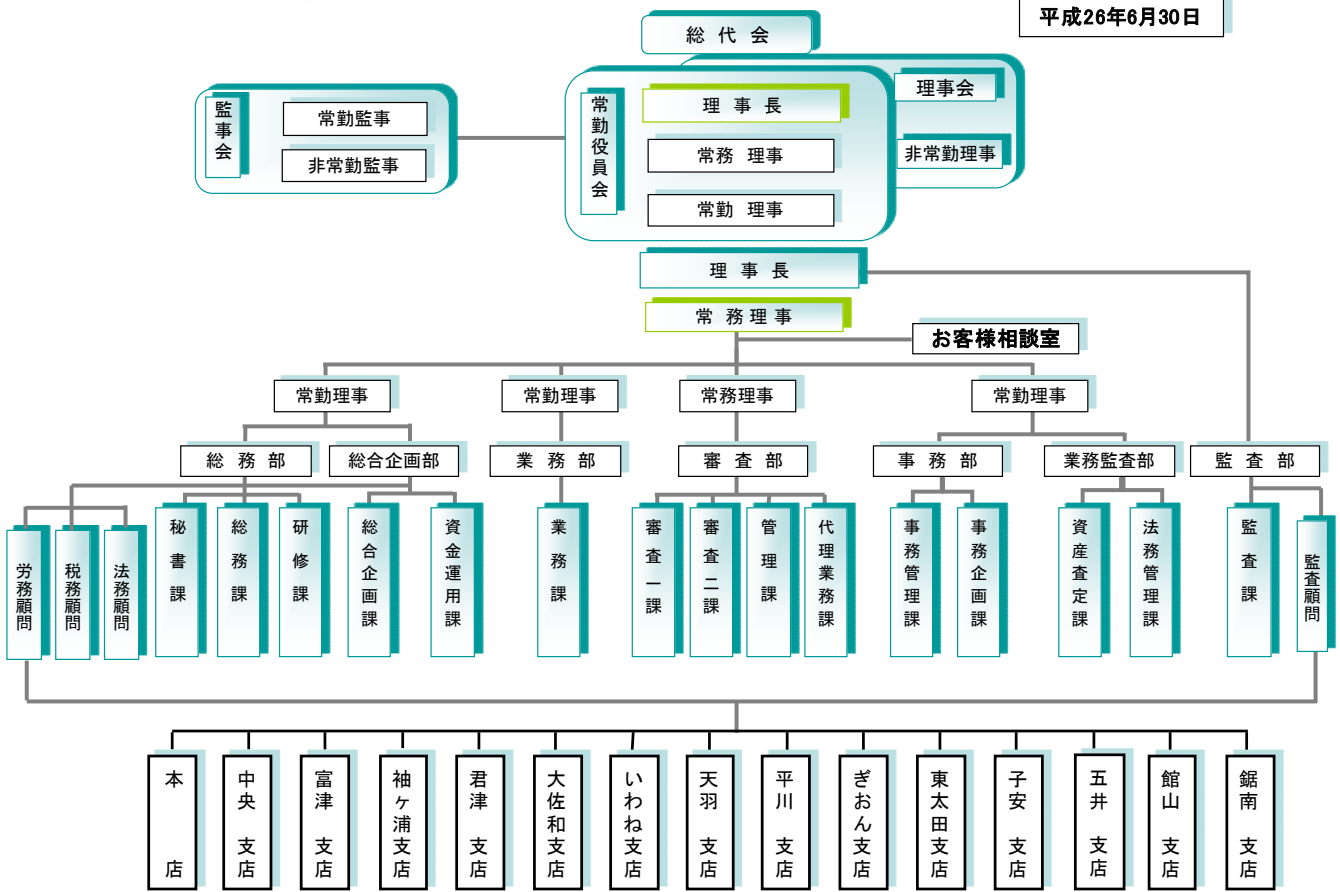 平成26年6月30日
総代会
監事会
常勤監事
非常勤監事
常勤役員会
理事長
常務 理事
常勤 理事
理事会
非常勤理事
理事長
常務理事
お客様相談室
常勤理事
常勤理事
常務理事
常勤理事
総務部
総合企画部
業務部
審査部
事務部
業務監査部
監査部
労務顧問
税務顧問
法務顧問
秘書課
総務課
研修課
総合企画課
資金運用課
業務課
審査一課
審査二課
管理課
代理業務課
事務管理課
事務企画課
資産査定課
法務管理課
監査課
監査顧問
本 店
中央 支店
富津 支店
袖ヶ浦支店
君津 支店
大佐和支店
いわね支店
天羽 支店
平川 支店
ぎおん支店
東太田支店
子安 支店
五井 支店
館山 支店
鋸南 支店